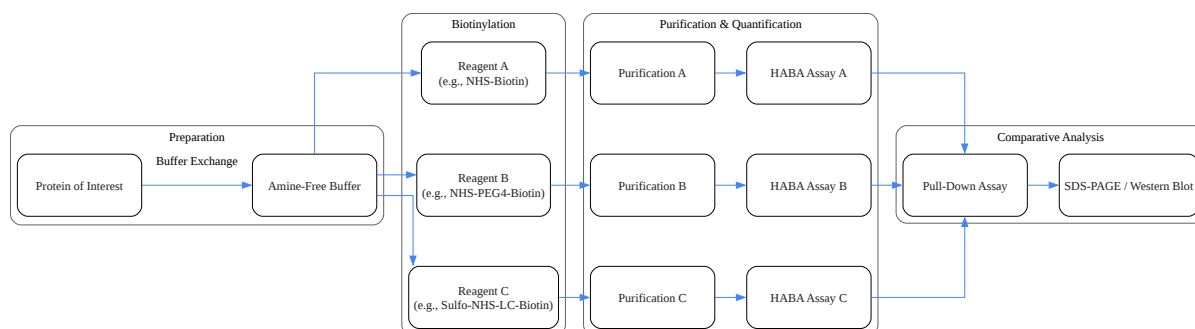 Biotinylation
Purification & Quantification
Reagent A
(e.g., NHS-Biotin)
Purification A
HABA Assay A
Preparation
Comparative Analysis
Buffer Exchange
Protein of Interest
Amine-Free Buffer
Reagent B
(e.g., NHS-PEG4-Biotin)
Purification B
HABA Assay B
Pull-Down Assay
SDS-PAGE / Western Blot
Reagent C
(e.g., Sulfo-NHS-LC-Biotin)
Purification C
HABA Assay C